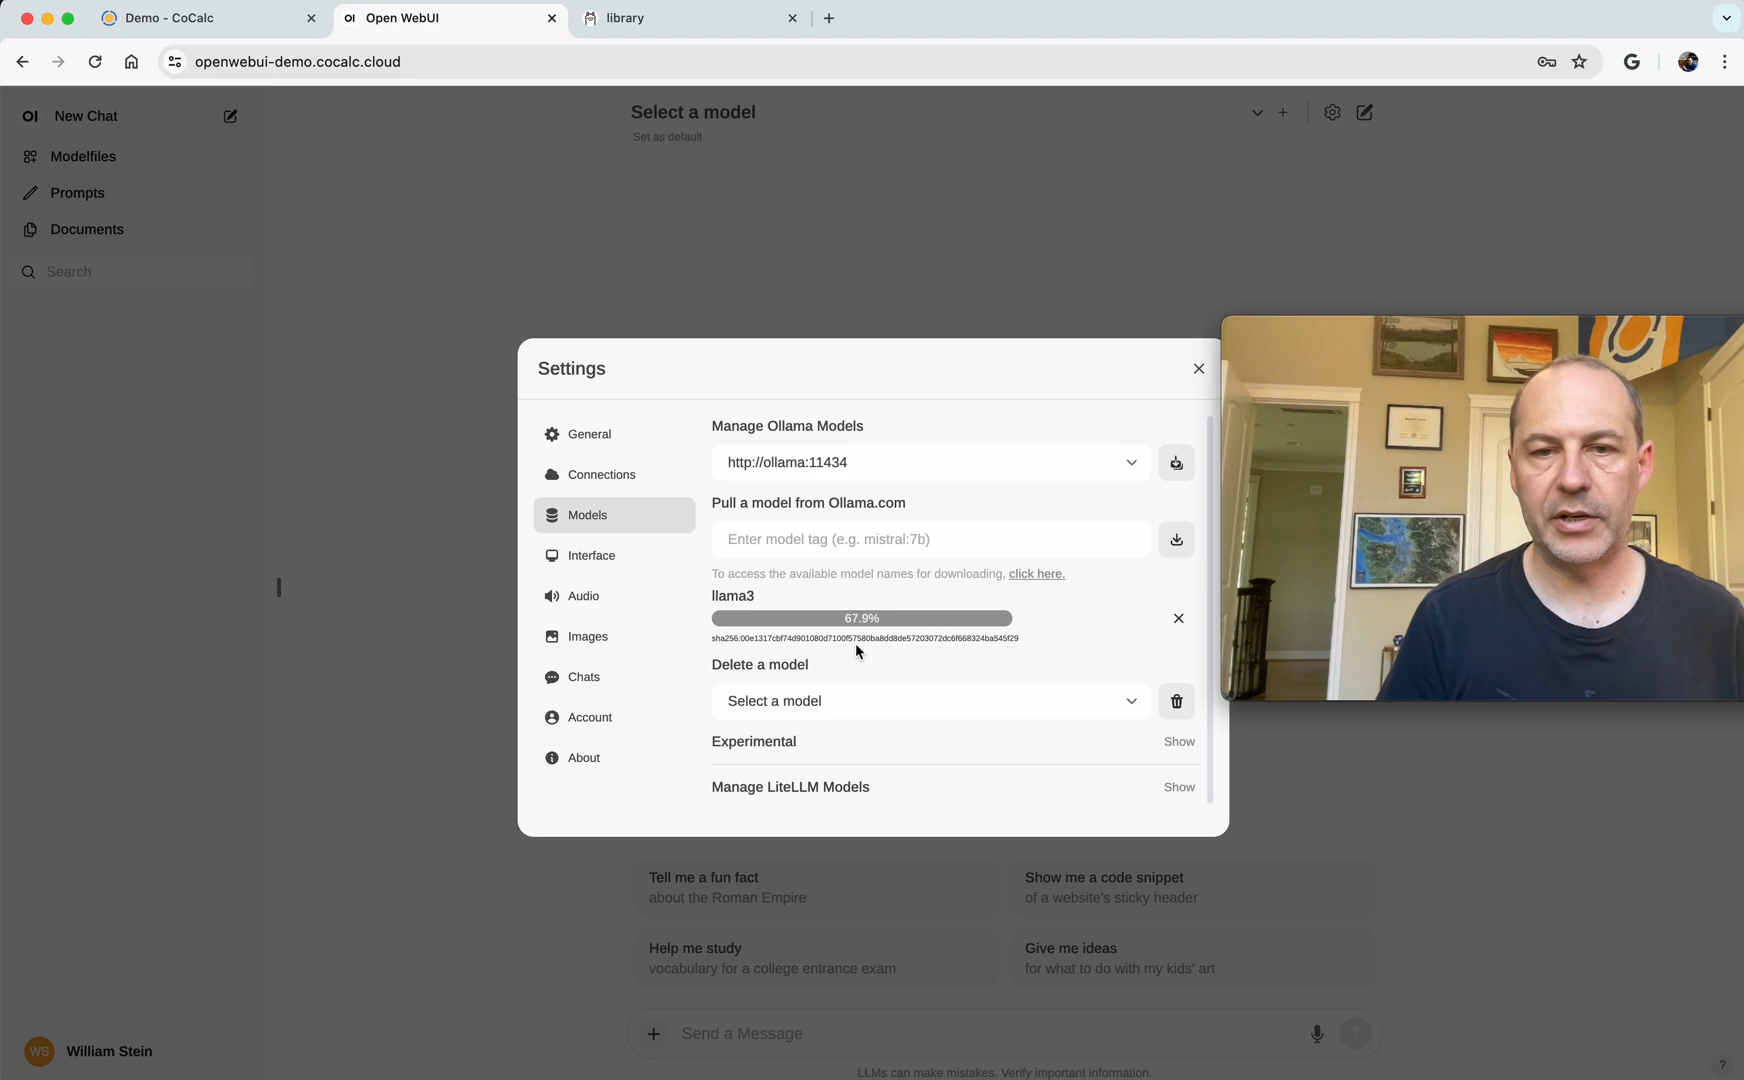 Demo - CoCalc
OI Open WebUI
library
openwebui-demo.cocalc.cloud
G
OI New Chat
Modelfiles
Prompts
Documents
Search
Select a model
Set as default
Settings
General
Connections
Models
Interface
Audio
Images
Chats
Account
About
Manage Ollama Models
http://ollama:11434
Pull a model from Ollama.com
Enter model tag (e.g. mistral:7b)
To access the available model names for downloading, click here.
llama3
67.9%
sha256:00e1317cbf74d901080d7100f57580ba8dd8de57203072dc6f668324ba545f29
Delete a model
Select a model
Experimental
Show
Manage LiteLLM Models
Show
Tell me a fun fact
about the Roman Empire
Show me a code snippet
of a website's sticky header
Help me study
vocabulary for a college entrance exam
Give me ideas
for what to do with my kids' art
Send a Message
WS William Stein
LLMs can make mistakes. Verify important information.
?